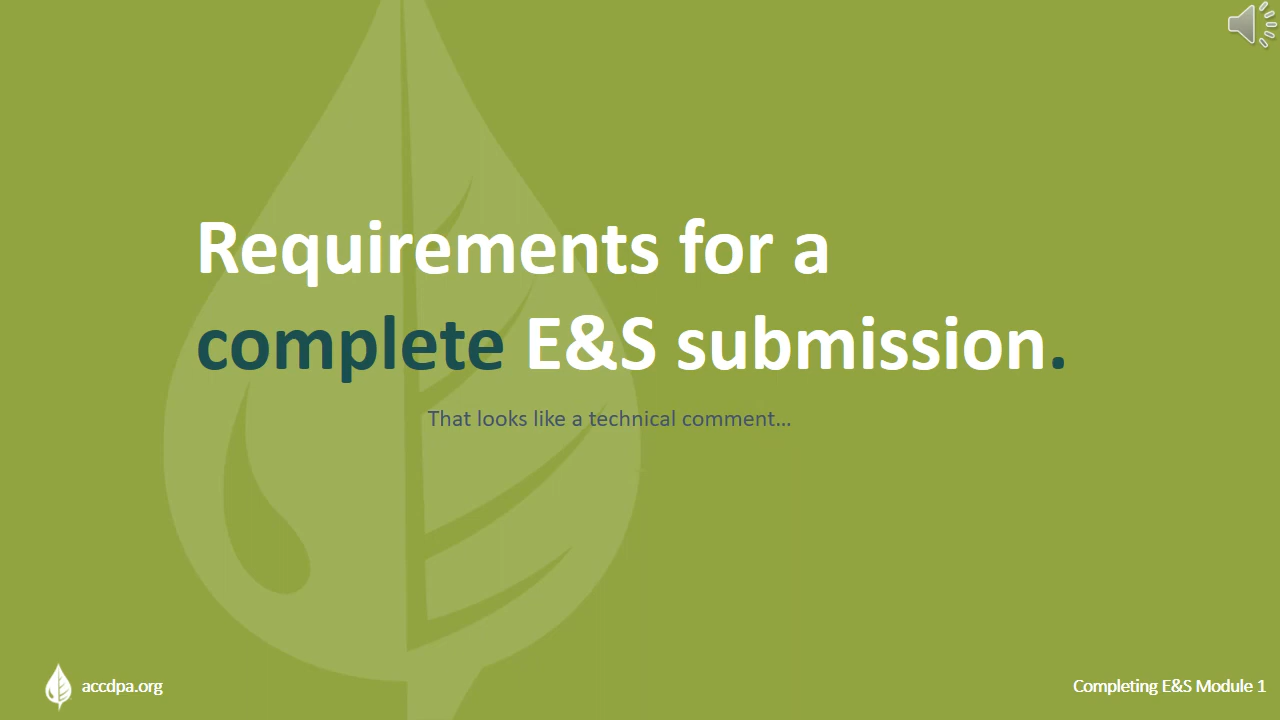 Requirements for a
complete E&S submission.
That looks like a technical comment...
accdpa.org
Completing E&S Module 1